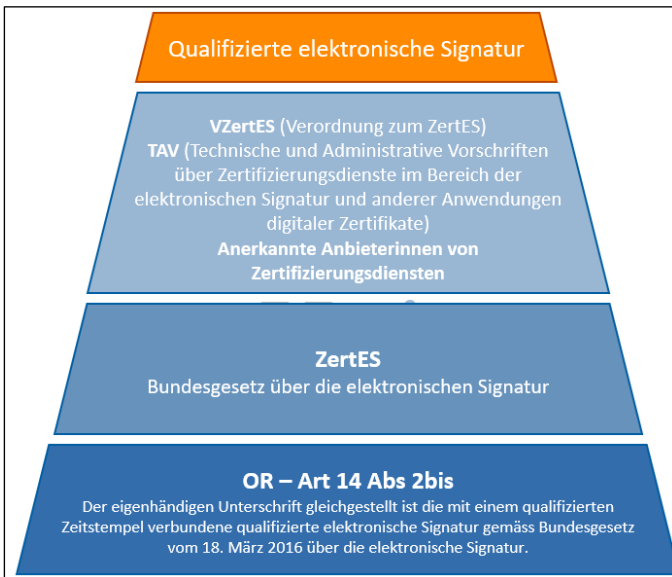 Qualifizierte elektronische Signatur
VZertES (Verordnung zum ZertES)
TAV (Technische und Administrative Vorschriften
über Zertifizierungsdienste im Bereich der
elektronischen Signatur und anderer Anwendungen
digitaler Zertifikate)
Anerkannte Anbieterinnen von
Zertifizierungsdiensten
ZertES
Bundesgesetz über die elektronischen Signatur
OR – Art 14 Abs 2bis
Der eigenhändigen Unterschrift gleichgestellt ist die mit einem qualifizierten
Zeitstempel verbundene qualifizierte elektronische Signatur gemäss Bundesgesetz
vom 18. März 2016 über die elektronische Signatur.